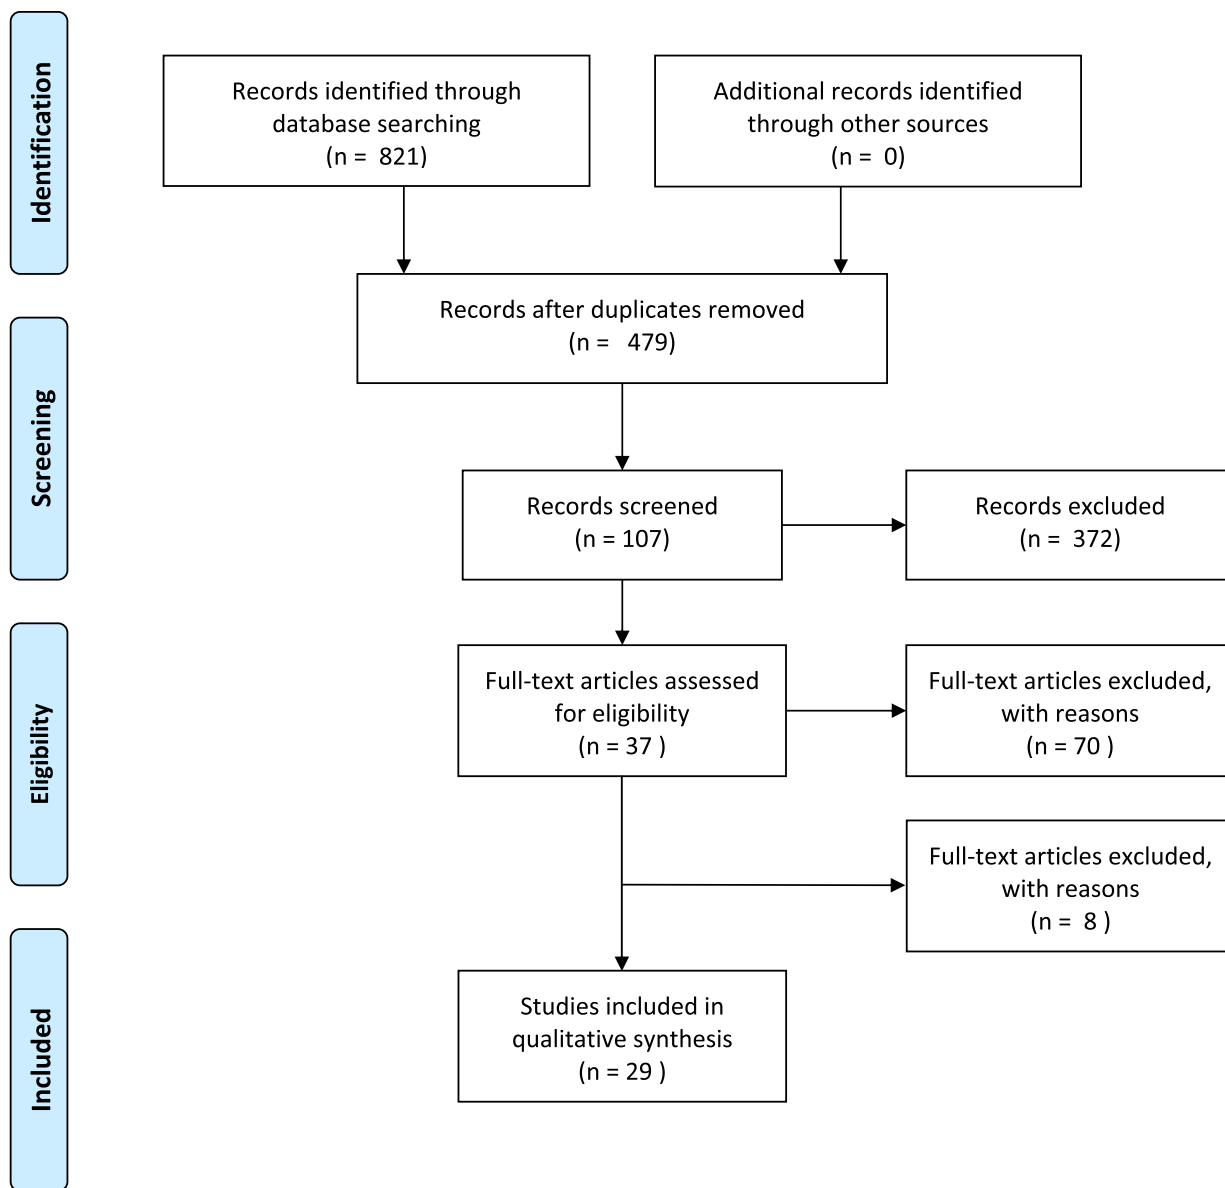 Identification
Records identified through
database searching
(n =  821)
Additional records identified
through other sources
(n =  0)
Records after duplicates removed
(n =   479)
Screening
Records screened
(n = 107)
Records excluded
(n =  372)
Eligibility
Full-text articles assessed
for eligibility
(n = 37 )
Full-text articles excluded,
with reasons
(n = 70 )
Full-text articles excluded,
with reasons
(n =  8 )
Included
Studies included in
qualitative synthesis
(n = 29 )